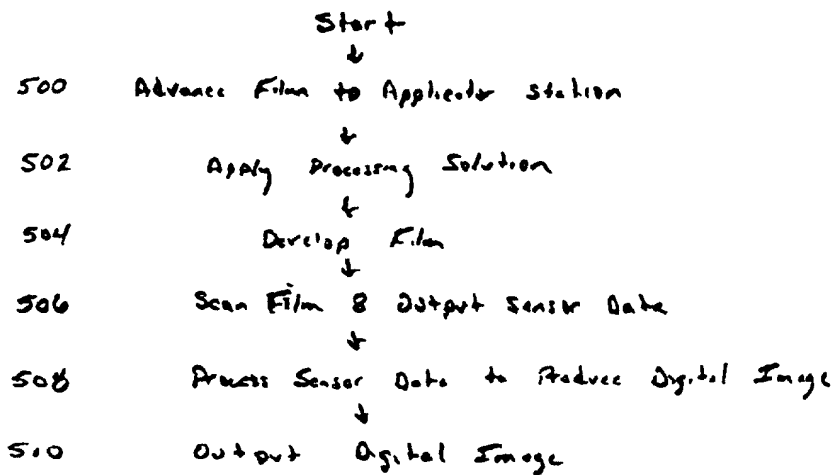 Start
500 Advance Film to Applicator Station
502 Apply Processing Solution
504 Develop Film
506 Scan Film & Output Sensor Data
508 Process Sensor Data to Produce Digital Image
510 Output Digital Image